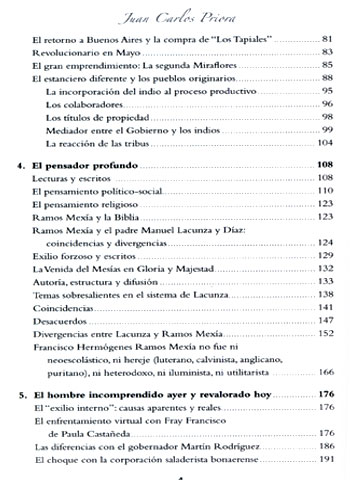 Juan Carlos Priora
El retorno a Buenos Aires y la compra de "Los Tapiales" 81
Revolucionario en Mayo 83
El gran emprendimiento: La segunda Miraflores 85
El estanciero diferente y los pueblos originarios 88
La incorporación del indio al proceso productivo 95
Los colaboradores 96
Los títulos de propiedad 98
Mediador entre el Gobierno y los indios 99
La reacción de las tribus 104
4. El pensador profundo 108
Lecturas y escritos 108
El pensamiento político-social 110
El pensamiento religioso 123
Ramos Mexía y la Biblia 123
Ramos Mexía y el padre Manuel Lacunza y Díaz:
coincidencias y divergencias 124
Exilio forzoso y escritos 129
La Venida del Mesías en Gloria y Majestad 132
Autoría, estructura y difusión 133
Temas sobresalientes en el sistema de Lacunza 138
Coincidencias 141
Desacuerdos 147
Divergencias entre Lacunza y Ramos Mexía 152
Francisco Hermógenes Ramos Mexía no fue ni
neoescolástico, ni hereje (luterano, calvinista, anglicano,
puritano), ni heterodoxo, ni iluminista, ni utilitarista 166
5. El hombre incomprendido ayer y revalorado hoy 176
El "exilio interno": causas aparentes y reales 176
El enfrentamiento virtual con Fray Francisco
de Paula Castañeda 176
Las diferencias con el gobernador Martín Rodríguez 186
El choque con la corporación saladerista bonaerense 191